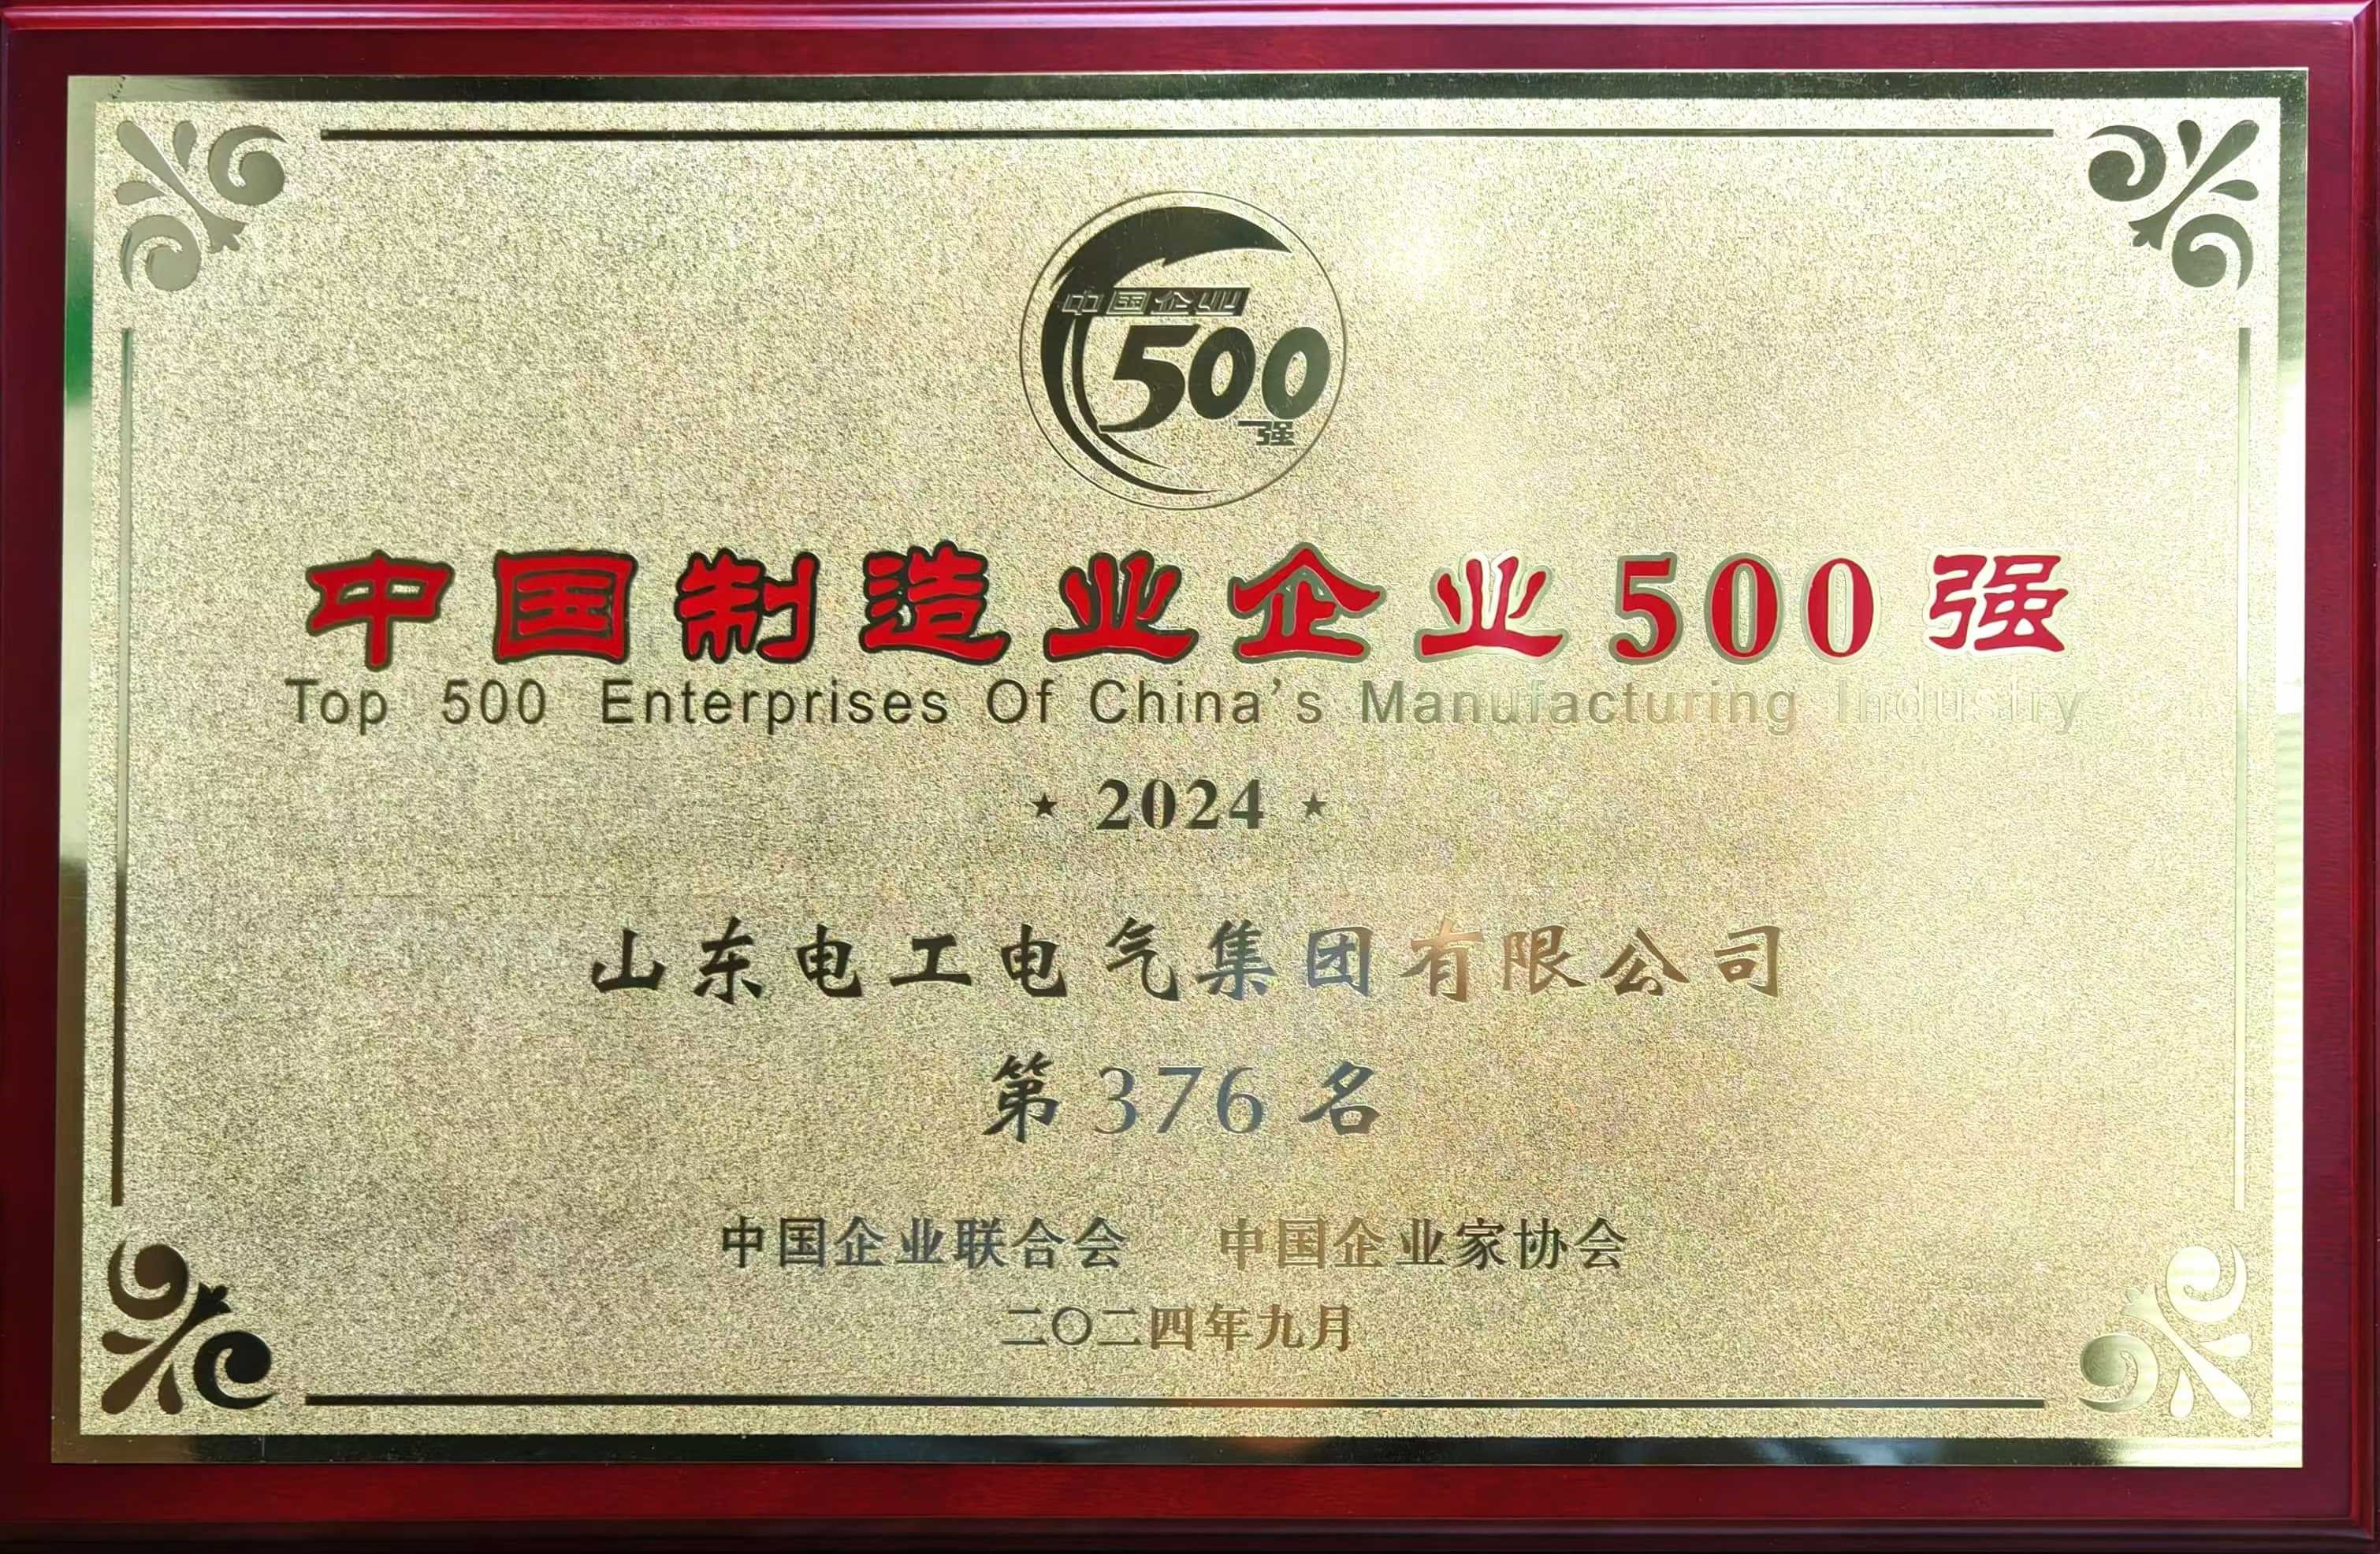 中国企业
500
强
中国制造业企业500强
Top 500 Enterprises Of China's Manufacturing Industry
★ 2024 ★
山东电工电气集团有限公司
第376名
中国企业联合会 中国企业家协会
二〇二四年九月